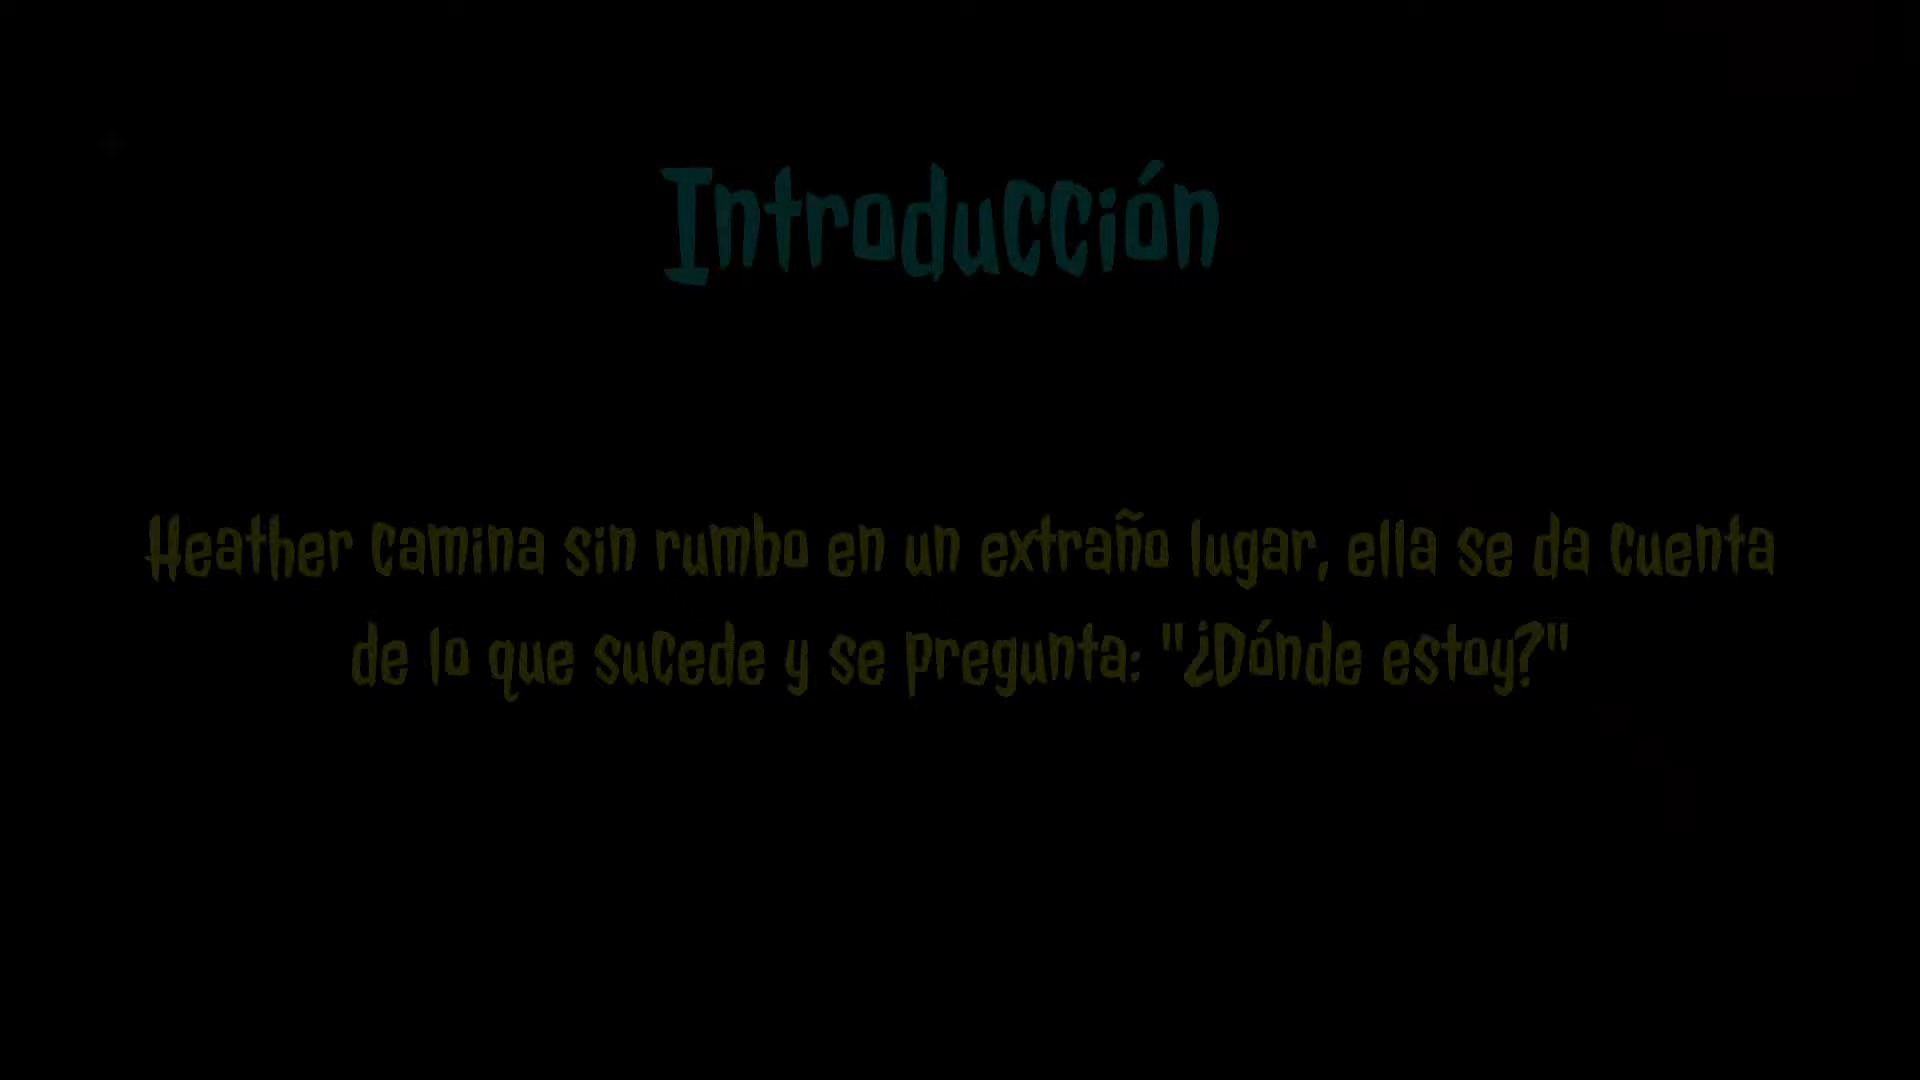 Introducción
Heather camina sin rumbo en un extraño lugar, ella se da cuenta
de lo que sucede y se pregunta: "¿Dónde estoy?"